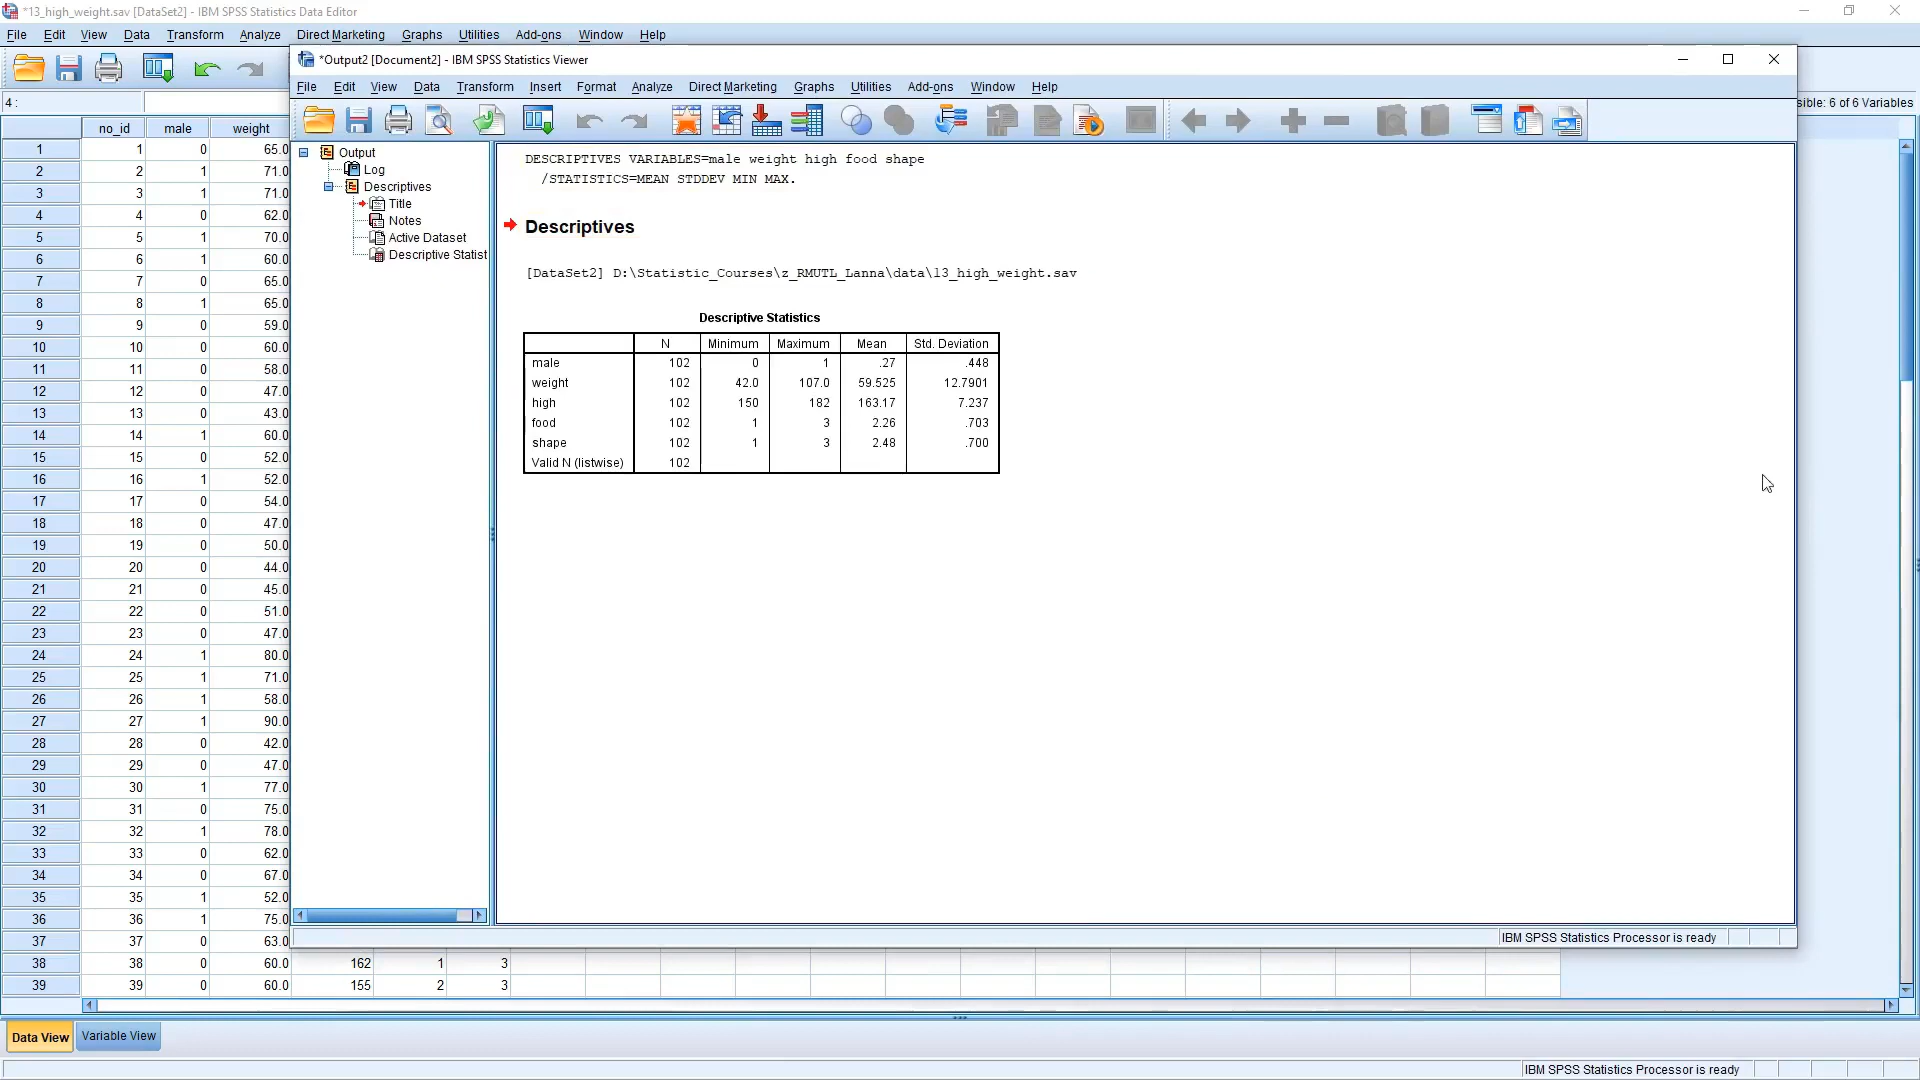 *13_high_weight.sav [DataSet2] - IBM SPSS Statistics Data Editor
File Edit View Data Transform Analyze Direct Marketing Graphs Utilities Add-ons Window Help
4 :
sible: 6 of 6 Variables
no_id male weight
1 1 0 65.0
2 2 1 71.0
3 3 1 71.0
4 4 0 62.0
5 5 1 70.0
6 6 1 60.0
7 7 0 65.0
8 8 1 65.0
9 9 0 59.0
10 10 0 60.0
11 11 0 58.0
12 12 0 47.0
13 13 0 43.0
14 14 1 60.0
15 15 0 52.0
16 16 1 52.0
17 17 0 54.0
18 18 0 47.0
19 19 0 50.0
20 20 0 44.0
21 21 0 45.0
22 22 0 51.0
23 23 0 47.0
24 24 1 80.0
25 25 1 71.0
26 26 1 58.0
27 27 1 90.0
28 28 0 42.0
29 29 0 47.0
30 30 1 77.0
31 31 0 75.0
32 32 1 78.0
33 33 0 62.0
34 34 0 67.0
35 35 1 52.0
36 36 1 75.0
37 37 0 63.0
38 38 0 60.0 162 1 3
39 39 0 60.0 155 2 3
*Output2 [Document2] - IBM SPSS Statistics Viewer
File Edit View Data Transform Insert Format Analyze Direct Marketing Graphs Utilities Add-ons Window Help
Output
Log
Descriptives
Title
Notes
Active Dataset
Descriptive Statist
DESCRIPTIVES VARIABLES=male weight high food shape
/STATISTICS=MEAN STDDEV MIN MAX.
Descriptives
[DataSet2] D:\Statistic_Courses\z_RMUTL_Lanna\data\13_high_weight.sav
Descriptive Statistics
N Minimum Maximum Mean Std. Deviation
male 102 0 1 .27 .448
weight 102 42.0 107.0 59.525 12.7901
high 102 150 182 163.17 7.237
food 102 1 3 2.26 .703
shape 102 1 3 2.48 .700
Valid N (listwise) 102
IBM SPSS Statistics Processor is ready
Data View Variable View
IBM SPSS Statistics Processor is ready